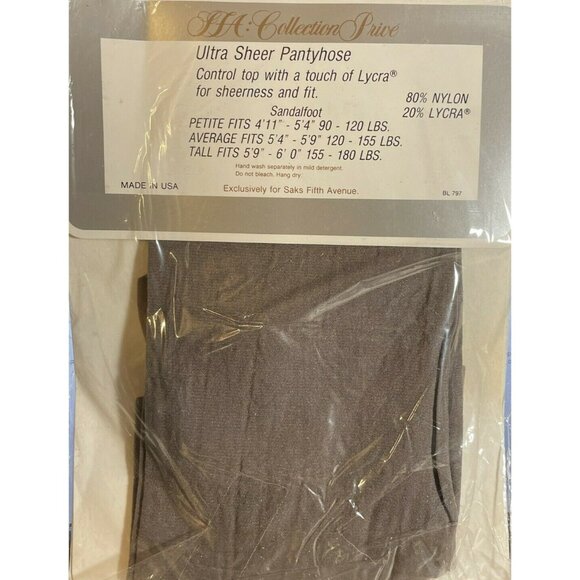 Collection Prive
Ultra Sheer Pantyhose
Control top with a touch of Lycra®
for sheerness and fit.
80% NYLON
20% LYCRA®
Sandalfoot
PETITE FITS 4'11" - 5'4" 90 - 120 LBS.
AVERAGE FITS 5'4" - 5'9" 120 - 155 LBS.
TALL FITS 5'9" - 6' 0" 155 - 180 LBS.
Hand wash separately in mild detergent.
Do not bleach. Hang dry.
MADE IN USA
Exclusively for Saks Fifth Avenue.
BL 797